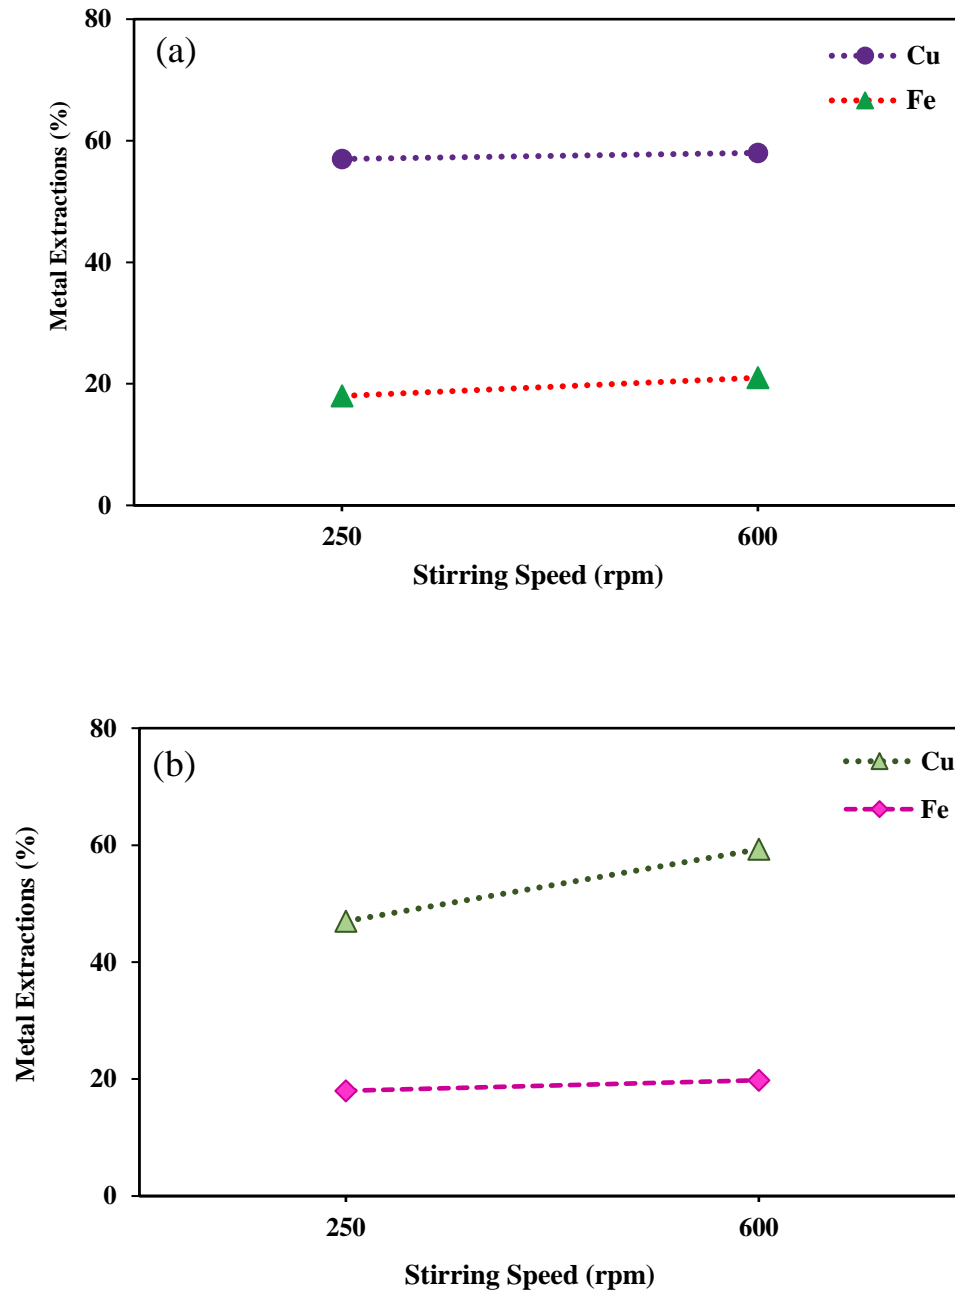 (a)
Cu
Fe
80
60
40
20
0
Metal Extractions (%)
250 600
Stirring Speed (rpm)
(b)
Cu
Fe
80
60
40
20
0
Metal Extractions (%)
250 600
Stirring Speed (rpm)